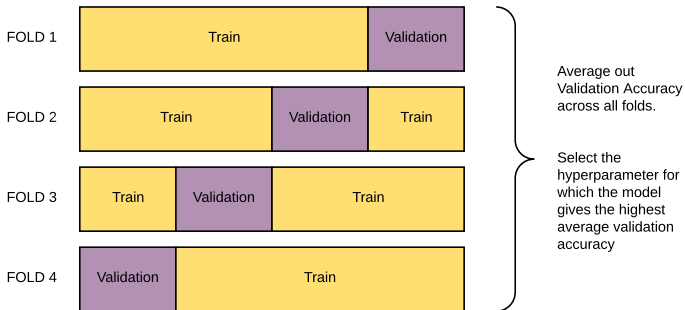 FOLD 1
Train
Validation
FOLD 2
Train
Validation
Train
FOLD 3
Train
Validation
Train
FOLD 4
Validation
Train
Average out
Validation Accuracy
across all folds.
Select the
hyperparameter for
which the model
gives the highest
average validation
accuracy